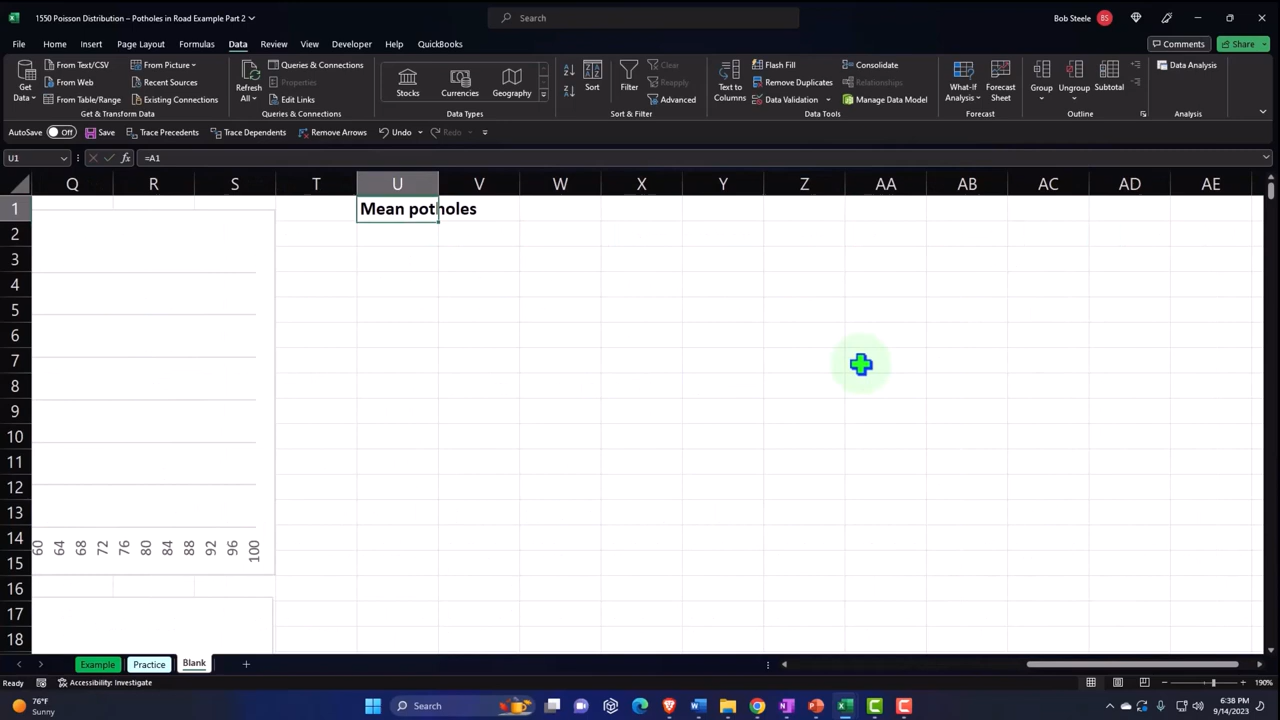 1550 Poisson Distribution – Potholes in Road Example Part 2
Search
Bob Steele
BS
File Home Insert Page Layout Formulas Data Review View Developer Help QuickBooks
Comments
Share
Get Data
From Text/CSV
From Web
From Table/Range
From Picture
Recent Sources
Existing Connections
Get & Transform Data
Refresh All
Queries & Connections
Properties
Edit Links
Queries & Connections
Stocks
Currencies
Geography
Data Types
Sort
Filter
Clear
Reapply
Advanced
Sort & Filter
Text to Columns
Flash Fill
Remove Duplicates
Data Validation
Consolidate
Relationships
Manage Data Model
Data Tools
What-If Analysis
Forecast Sheet
Forecast
Group
Ungroup
Subtotal
Outline
Data Analysis
Analysis
AutoSave Off Save Trace Precedents Trace Dependents Remove Arrows Undo Redo
U1 fx =A1
Q R S T U V W X Y Z AA AB AC AD AE
1 Mean potholes
2
3
4
5
6
7
8
9
10
11
12
13
14
15
16
17
18
60 64 68 72 76 80 84 88 92 96 100
Example Practice Blank
Ready Accessibility: Investigate 190%
76°F
Sunny
Search
6:38 PM
9/14/2023